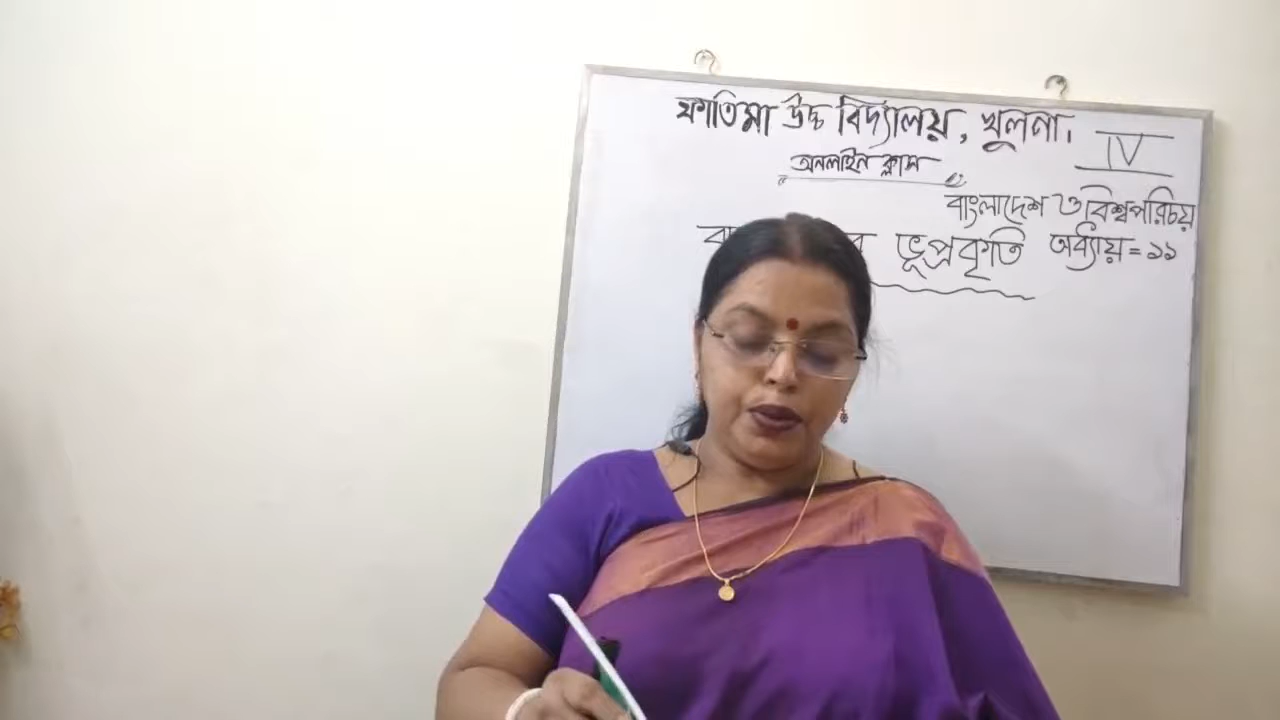 ফাতিমা উচ্চ বিদ্যালয়, খুলনা।
IV
অনলাইন ক্লাস
বাংলাদেশ ও বিশ্বপরিচয়
ভূপ্রকৃতি অধ্যায় = ১১